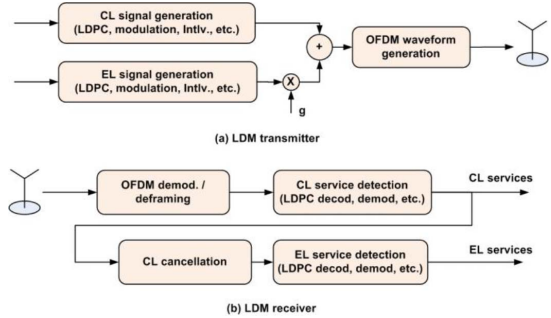 CL signal generation
(LDPC, modulation, Intlv., etc.)
+
OFDM waveform
generation
EL signal generation
(LDPC, modulation, Intlv., etc.)
X
g
(a) LDM transmitter
OFDM demod. /
deframing
CL service detection
(LDPC decod, demod, etc.)
CL services
CL cancellation
EL service detection
(LDPC decod, demod, etc.)
EL services
(b) LDM receiver